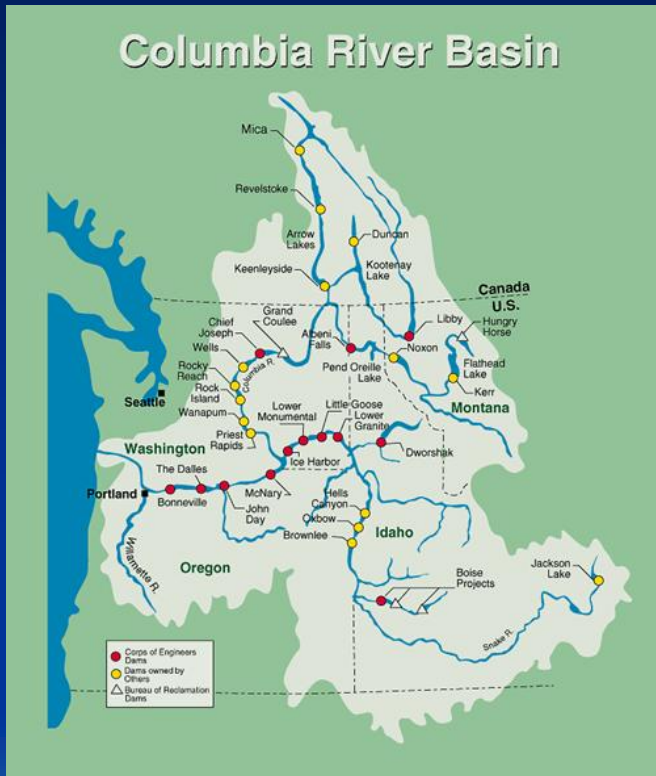 Columbia River Basin
Mica
Revelstoke
Arrow
Lakes
Duncan
Kootenay
Lake
Keenleyside
Canada
U.S.
Grand
Coulee
Chief
Joseph
Albeni
Falls
Libby
Hungry
Horse
Wells
Noxon
Columbia R.
Pend Oreille
Lake
Flathead
Lake
Rocky
Reach
Rock
Island
Kerr
Seattle
Wanapum
Lower
Monumental
Little Goose
Lower
Granite
Montana
Priest
Rapids
Washington
Ice Harbor
Dworshak
The Dalles
Portland
Bonneville
McNary
John
Day
Hells
Canyon
Oxbow
Brownlee
Idaho
Willamette R.
Oregon
Boise
Projects
Jackson
Lake
Snake R.
Corps of Engineers
Dams
Dams owned by
Others
Bureau of Reclamation
Dams